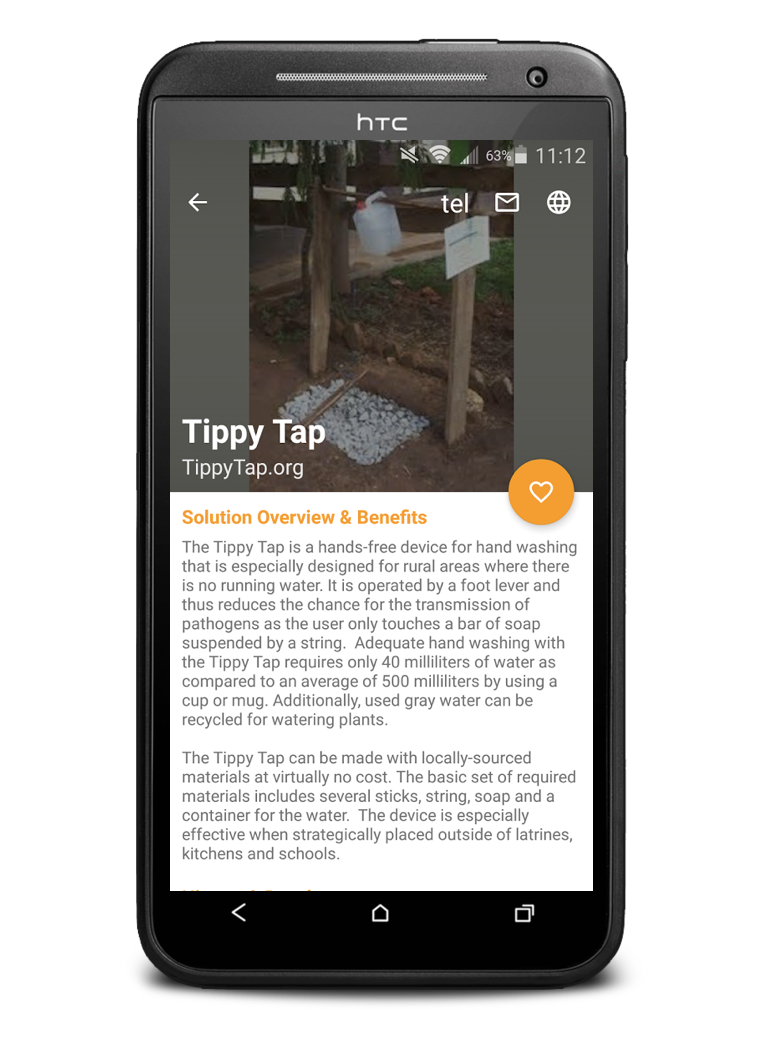 hTC
63% 11:12
tel
Tippy Tap
TippyTap.org
Solution Overview & Benefits
The Tippy Tap is a hands-free device for hand washing
that is especially designed for rural areas where there
is no running water. It is operated by a foot lever and
thus reduces the chance for the transmission of
pathogens as the user only touches a bar of soap
suspended by a string.  Adequate hand washing with
the Tippy Tap requires only 40 milliliters of water as
compared to an average of 500 milliliters by using a
cup or mug. Additionally, used gray water can be
recycled for watering plants.
The Tippy Tap can be made with locally-sourced
materials at virtually no cost. The basic set of required
materials includes several sticks, string, soap and a
container for the water.  The device is especially
effective when strategically placed outside of latrines,
kitchens and schools.